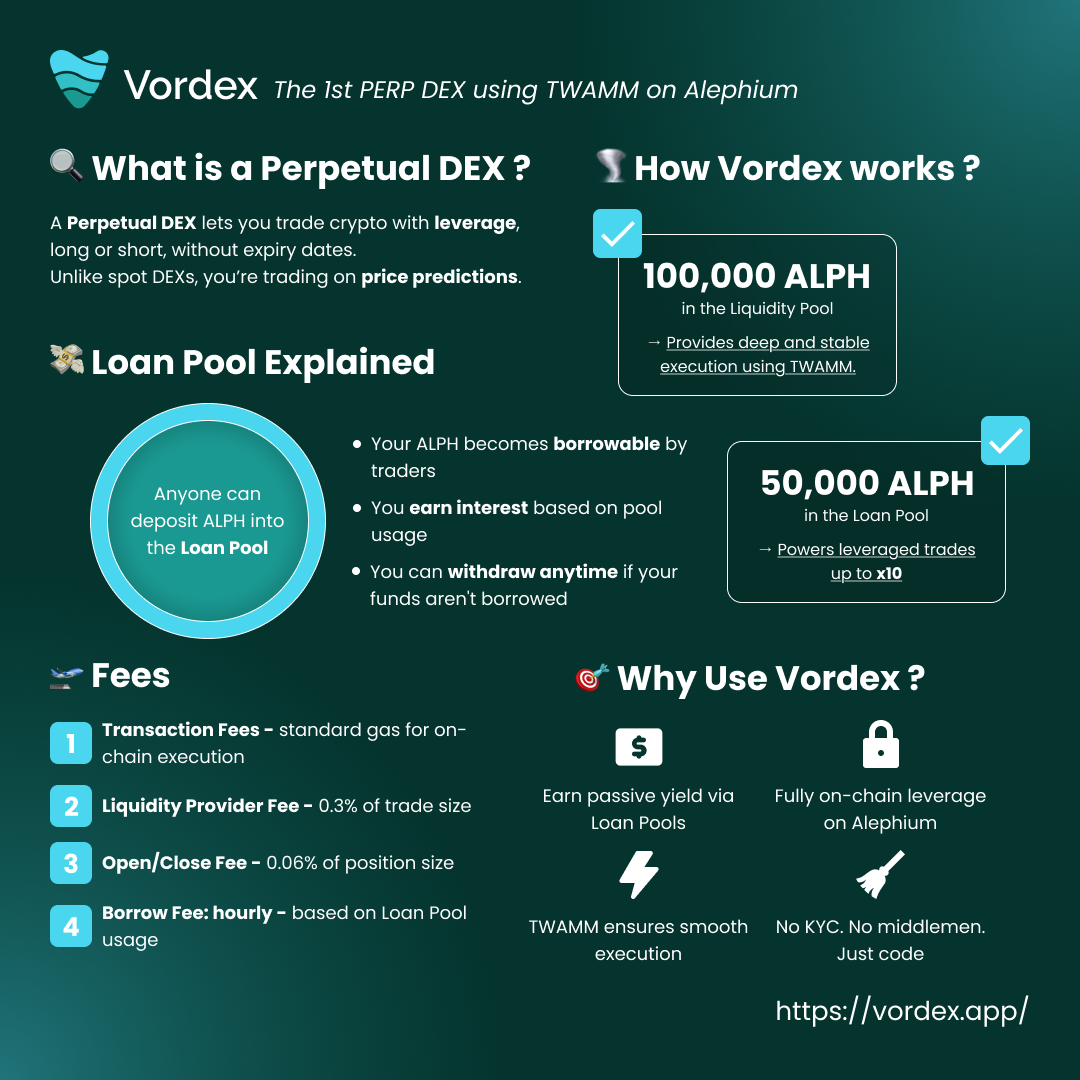 Vordex The 1st PERP DEX using TWAMM on Alephium
What is a Perpetual DEX ?
A Perpetual DEX lets you trade crypto with leverage,
long or short, without expiry dates.
Unlike spot DEXs, you’re trading on price predictions.
How Vordex works ?
100,000 ALPH
in the Liquidity Pool
→ Provides deep and stable
execution using TWAMM.
50,000 ALPH
in the Loan Pool
→ Powers leveraged trades
up to x10
Loan Pool Explained
Anyone can
deposit ALPH into
the Loan Pool
• Your ALPH becomes borrowable by
traders
• You earn interest based on pool
usage
• You can withdraw anytime if your
funds aren't borrowed
Fees
1 Transaction Fees - standard gas for on-
chain execution
2 Liquidity Provider Fee - 0.3% of trade size
3 Open/Close Fee - 0.06% of position size
4 Borrow Fee: hourly - based on Loan Pool
usage
Why Use Vordex ?
Earn passive yield via
Loan Pools
Fully on-chain leverage
on Alephium
TWAMM ensures smooth
execution
No KYC. No middlemen.
Just code
https://vordex.app/